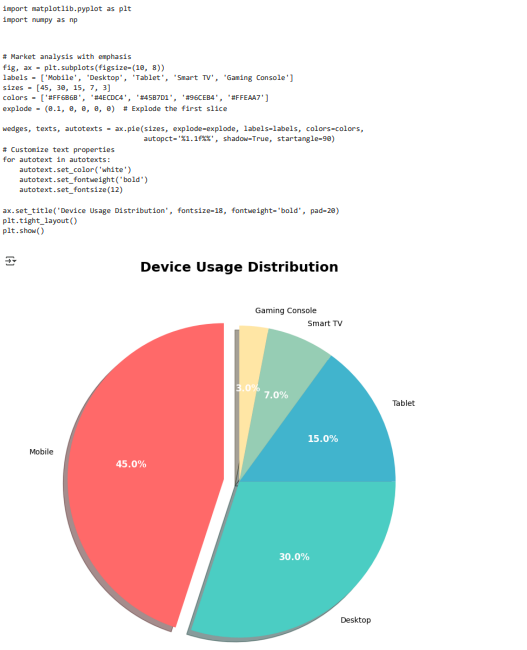 import matplotlib.pyplot as plt
import numpy as np
# Market analysis with emphasis
fig, ax = plt.subplots(figsize=(10, 8))
labels = ['Mobile', 'Desktop', 'Tablet', 'Smart TV', 'Gaming Console']
sizes = [45, 30, 15, 7, 3]
colors = ['#FF6B6B', '#4ECDC4', '#45B7D1', '#96CEB4', '#FFEAA7']
explode = (0.1, 0, 0, 0, 0)  # Explode the first slice
wedges, texts, autotexts = ax.pie(sizes, explode=explode, labels=labels, colors=colors,
autopct='%1.1f%%', shadow=True, startangle=90)
# Customize text properties
for autotext in autotexts:
    autotext.set_color('white')
    autotext.set_fontweight('bold')
    autotext.set_fontsize(12)
ax.set_title('Device Usage Distribution', fontsize=18, fontweight='bold', pad=20)
plt.tight_layout()
plt.show()
Device Usage Distribution
Gaming Console
Smart TV
3.0%
7.0%
Tablet
15.0%
Mobile
45.0%
30.0%
Desktop